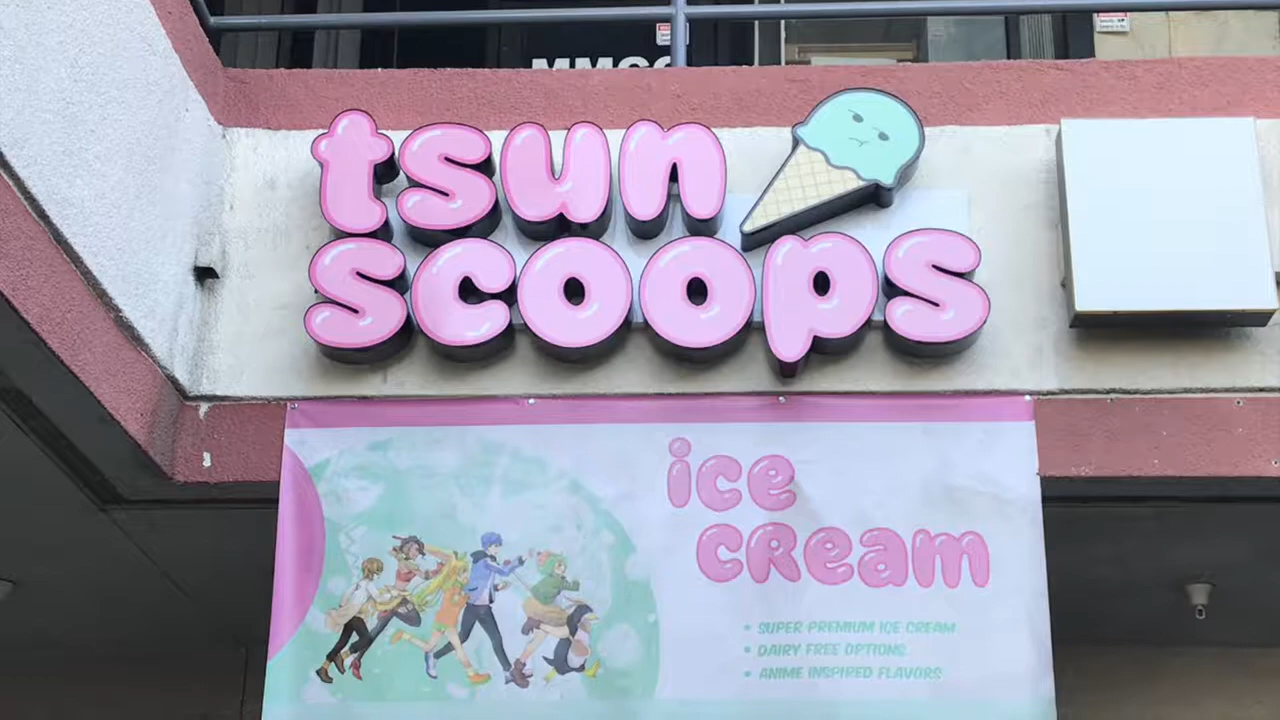 tsun
scoops
ice
cream
• SUPER PREMIUM ICE CREAM
• DAIRY FREE OPTIONS
• ANIME INSPIRED FLAVORS